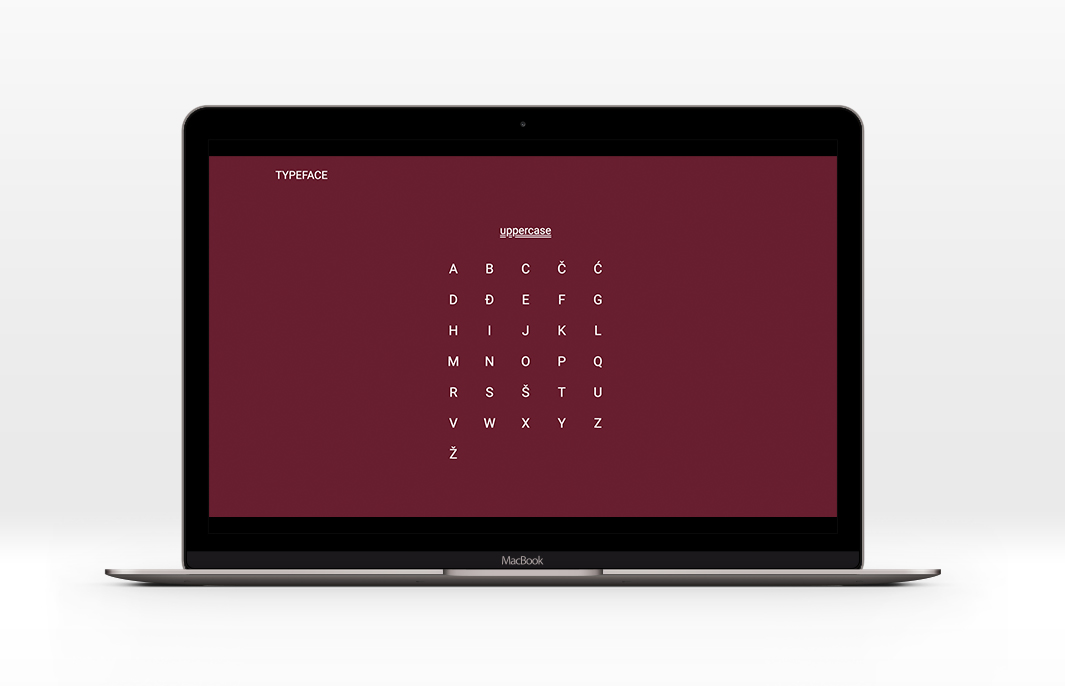 TYPEFACE
uppercase
A B C Č Ć
D Đ E F G
H I J K L
M N O P Q
R S Š T U
V W X Y Z
Ž
MacBook